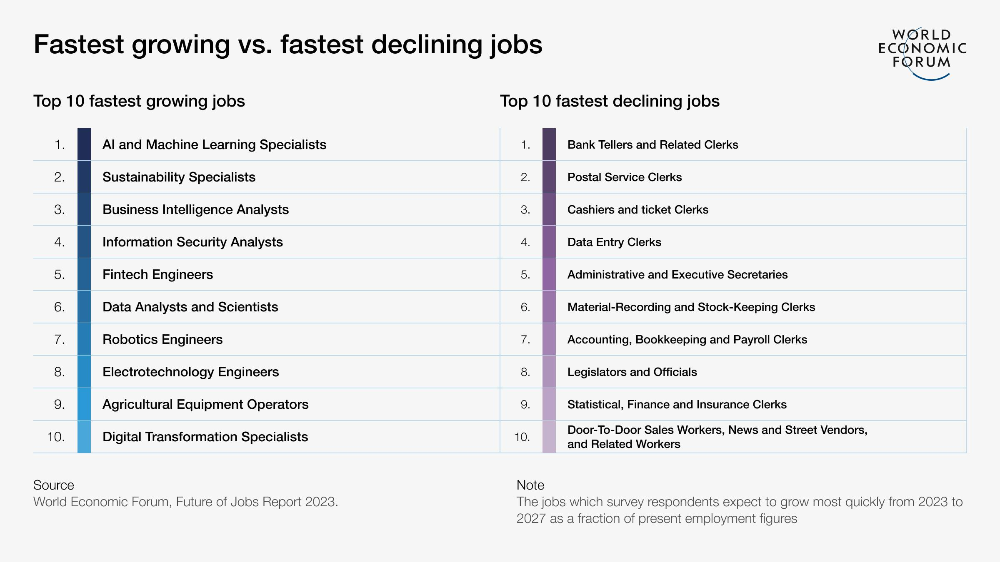 Fastest growing vs. fastest declining jobs
WORLD
ECONOMIC
FORUM
Top 10 fastest growing jobs
1. AI and Machine Learning Specialists
2. Sustainability Specialists
3. Business Intelligence Analysts
4. Information Security Analysts
5. Fintech Engineers
6. Data Analysts and Scientists
7. Robotics Engineers
8. Electrotechnology Engineers
9. Agricultural Equipment Operators
10. Digital Transformation Specialists
Top 10 fastest declining jobs
1. Bank Tellers and Related Clerks
2. Postal Service Clerks
3. Cashiers and ticket Clerks
4. Data Entry Clerks
5. Administrative and Executive Secretaries
6. Material-Recording and Stock-Keeping Clerks
7. Accounting, Bookkeeping and Payroll Clerks
8. Legislators and Officials
9. Statistical, Finance and Insurance Clerks
10. Door-To-Door Sales Workers, News and Street Vendors,
and Related Workers
Source
World Economic Forum, Future of Jobs Report 2023.
Note
The jobs which survey respondents expect to grow most quickly from 2023 to
2027 as a fraction of present employment figures